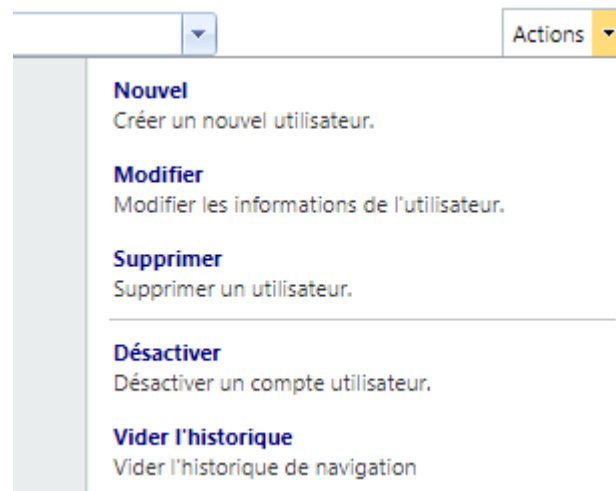 Actions
Nouvel
Créer un nouvel utilisateur.
Modifier
Modifier les informations de l'utilisateur.
Supprimer
Supprimer un utilisateur.
Désactiver
Désactiver un compte utilisateur.
Vider l'historique
Vider l'historique de navigation